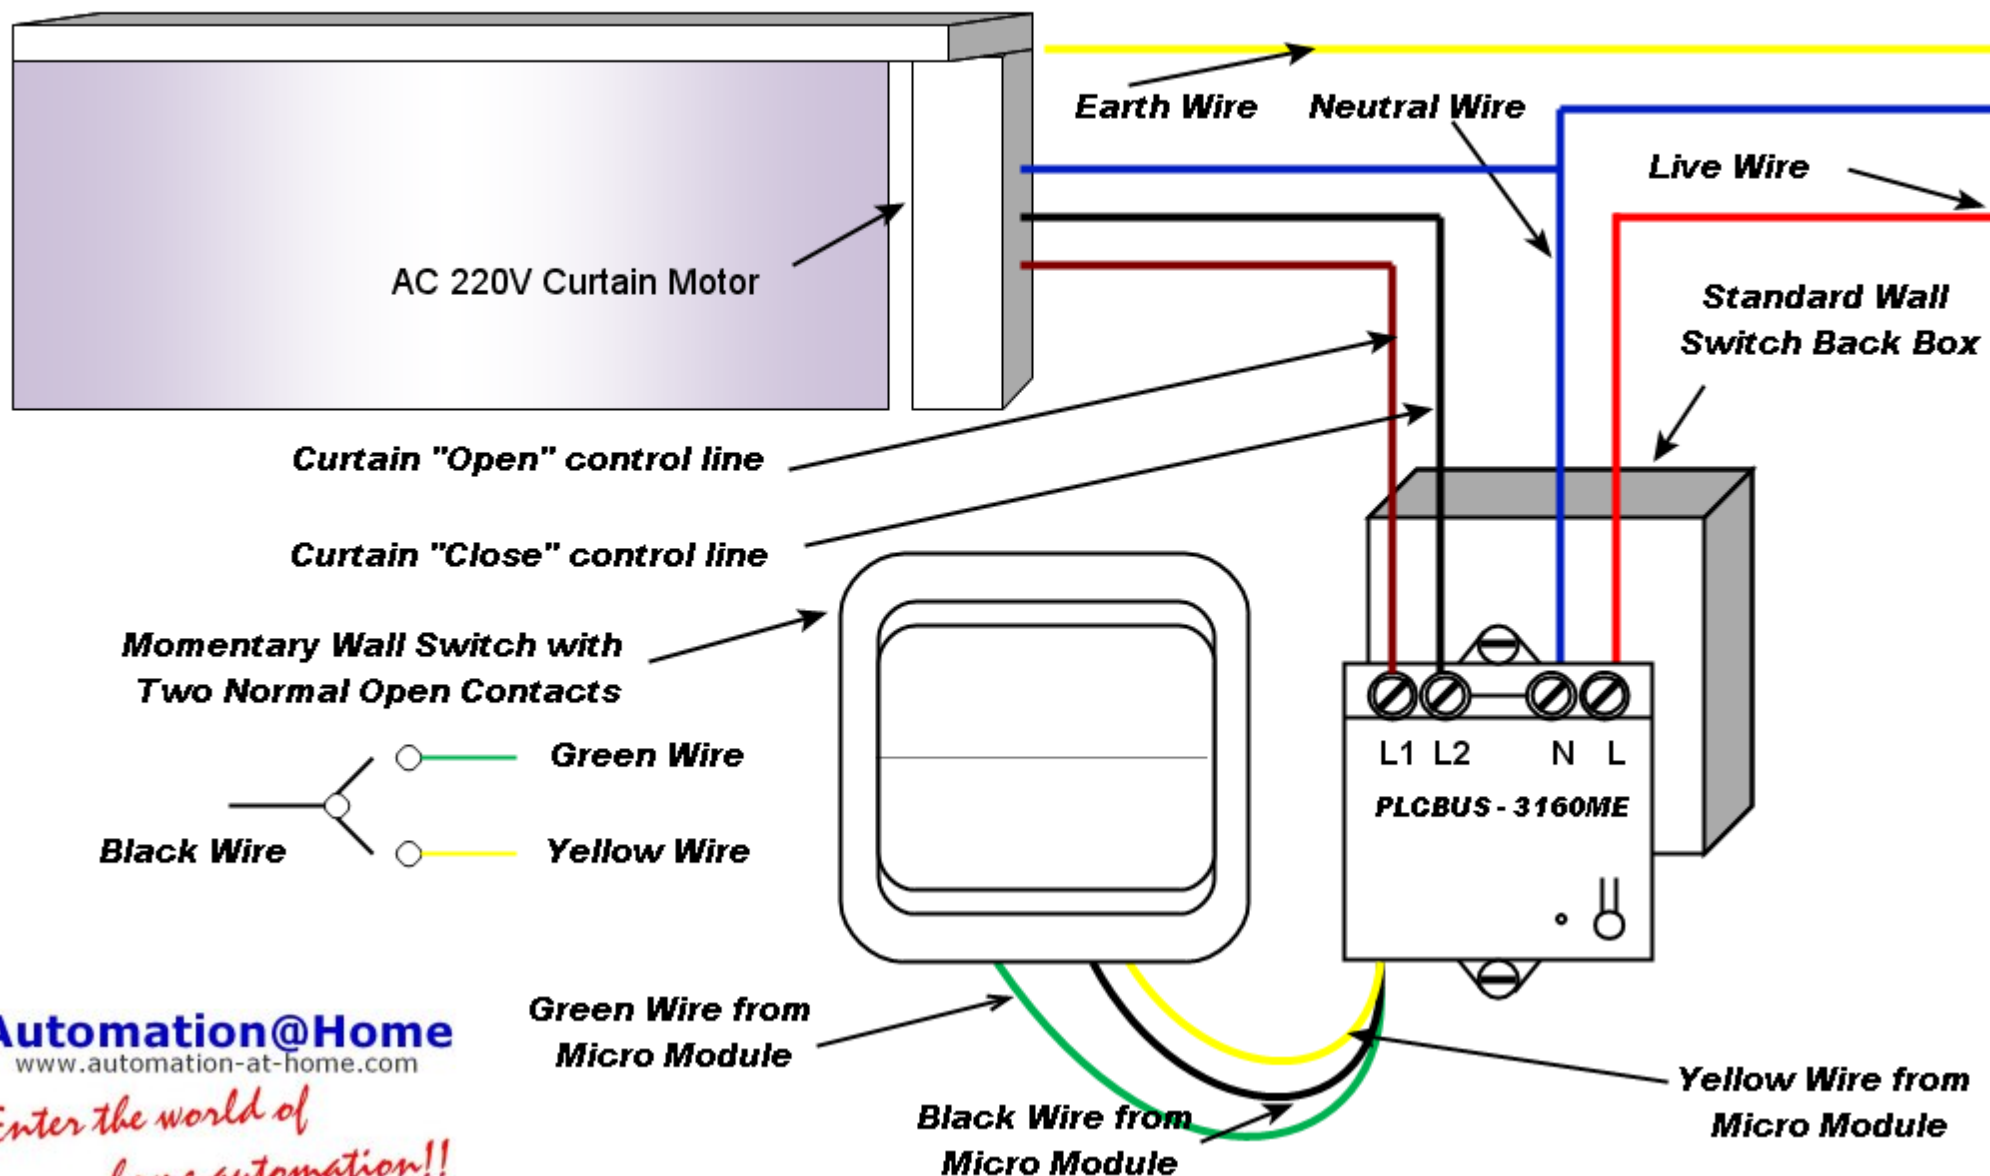 Earth Wire
Neutral Wire
Live Wire
AC 220V Curtain Motor
Standard Wall
Switch Back Box
Curtain "Open" control line
Curtain "Close" control line
Momentary Wall Switch with
Two Normal Open Contacts
Green Wire
Black Wire
Yellow Wire
L1 L2 N L
PLCBUS - 3160ME
Green Wire from
Micro Module
Black Wire from
Micro Module
Yellow Wire from
Micro Module
Automation@Home
www.automation-at-home.com
Enter the world of
home automation!!